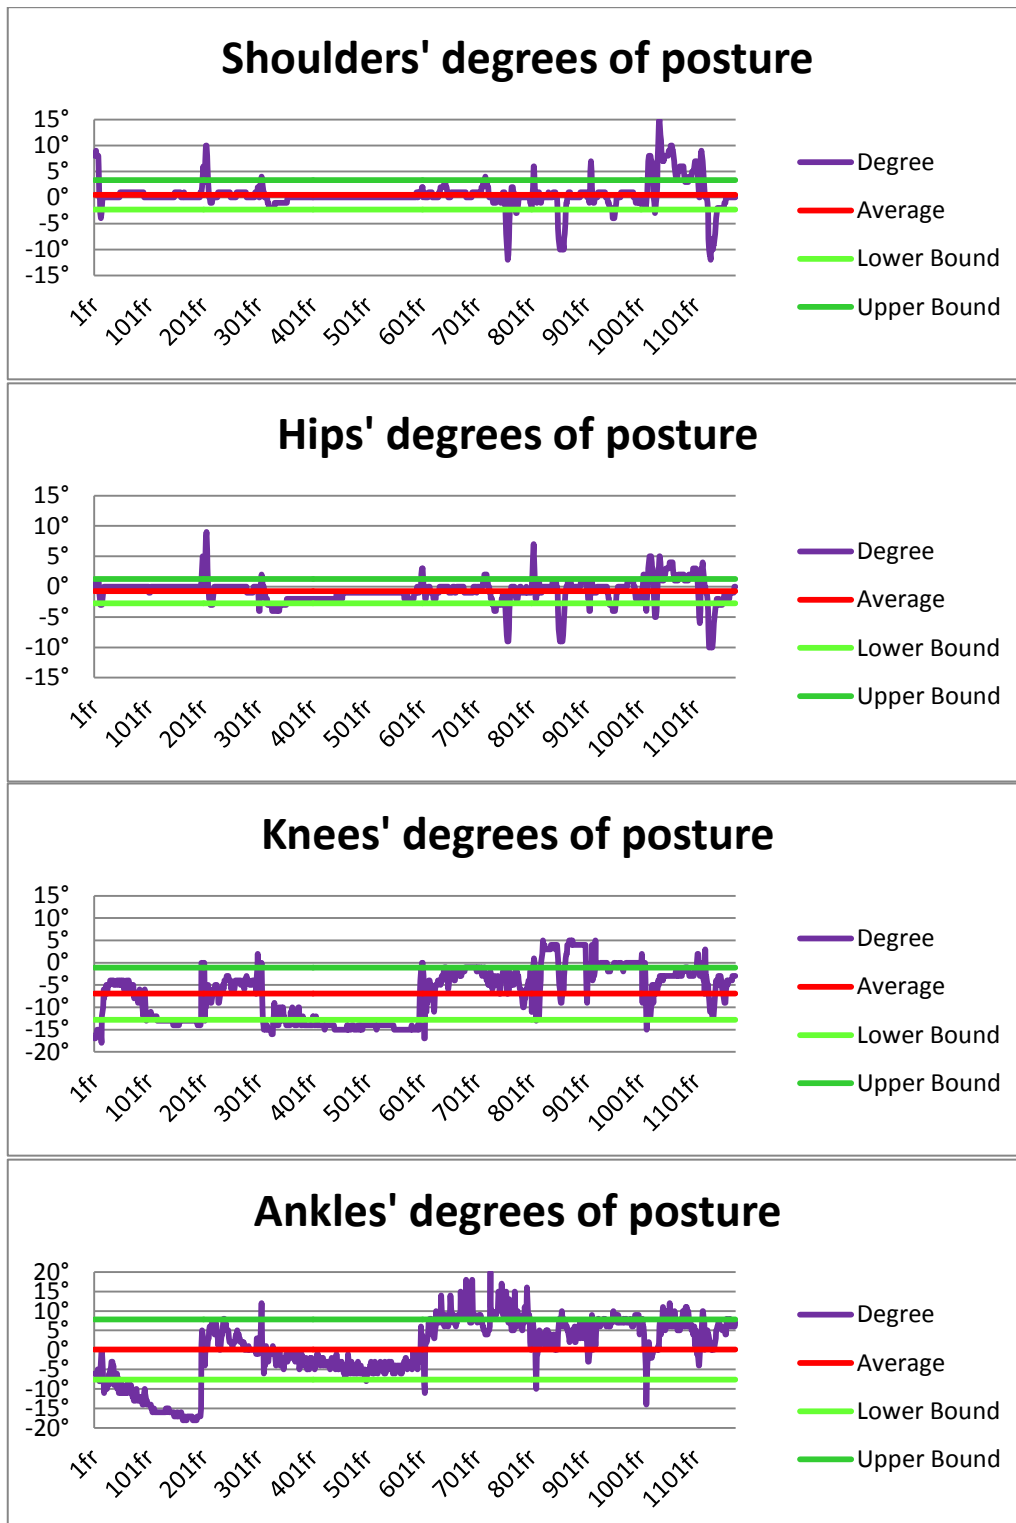 Shoulders' degrees of posture
15°
10°
5°
0°
-5°
-10°
-15°
1fr
101fr
201fr
301fr
401fr
501fr
601fr
701fr
801fr
901fr
1001fr
1101fr
Degree
Average
Lower Bound
Upper Bound
Hips' degrees of posture
15°
10°
5°
0°
-5°
-10°
-15°
1fr
101fr
201fr
301fr
401fr
501fr
601fr
701fr
801fr
901fr
1001fr
1101fr
Degree
Average
Lower Bound
Upper Bound
Knees' degrees of posture
15°
10°
5°
0°
-5°
-10°
-15°
-20°
1fr
101fr
201fr
301fr
401fr
501fr
601fr
701fr
801fr
901fr
1001fr
1101fr
Degree
Average
Lower Bound
Upper Bound
Ankles' degrees of posture
20°
15°
10°
5°
0°
-5°
-10°
-15°
-20°
1fr
101fr
201fr
301fr
401fr
501fr
601fr
701fr
801fr
901fr
1001fr
1101fr
Degree
Average
Lower Bound
Upper Bound